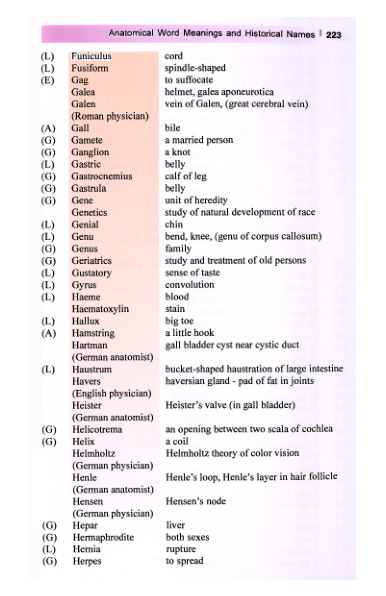 Anatomical Word Meanings and Historical Names | 223
(L) Funiculus cord
(L) Fusiform spindle-shaped
(E) Gag to suffocate
Galea helmet, galea aponeurotica
Galen vein of Galen, (great cerebral vein)
(Roman physician)
(A) Gall bile
(G) Gamete a married person
(G) Ganglion a knot
(L) Gastric belly
(G) Gastrocnemius calf of leg
(G) Gastrula belly
(G) Gene unit of heredity
Genetics study of natural development of race
(L) Genial chin
(L) Genu bend, knee, (genu of corpus callosum)
(G) Genus family
(G) Geriatrics study and treatment of old persons
(L) Gustatory sense of taste
(L) Gyrus convolution
(L) Haeme blood
Haematoxylin stain
(L) Hallux big toe
(A) Hamstring a little hook
Hartman gall bladder cyst near cystic duct
(German anatomist)
(L) Haustrum bucket-shaped haustration of large intestine
Havers haversian gland - pad of fat in joints
(English physician)
Heister Heister's valve (in gall bladder)
(German anatomist)
(G) Helicotrema an opening between two scala of cochlea
(G) Helix a coil
Helmholtz Helmholtz theory of color vision
(German physician)
Henle Henle's loop, Henle's layer in hair follicle
(German anatomist)
Hensen Hensen's node
(German physician)
(G) Hepar liver
(G) Hermaphrodite both sexes
(L) Hernia rupture
(G) Herpes to spread